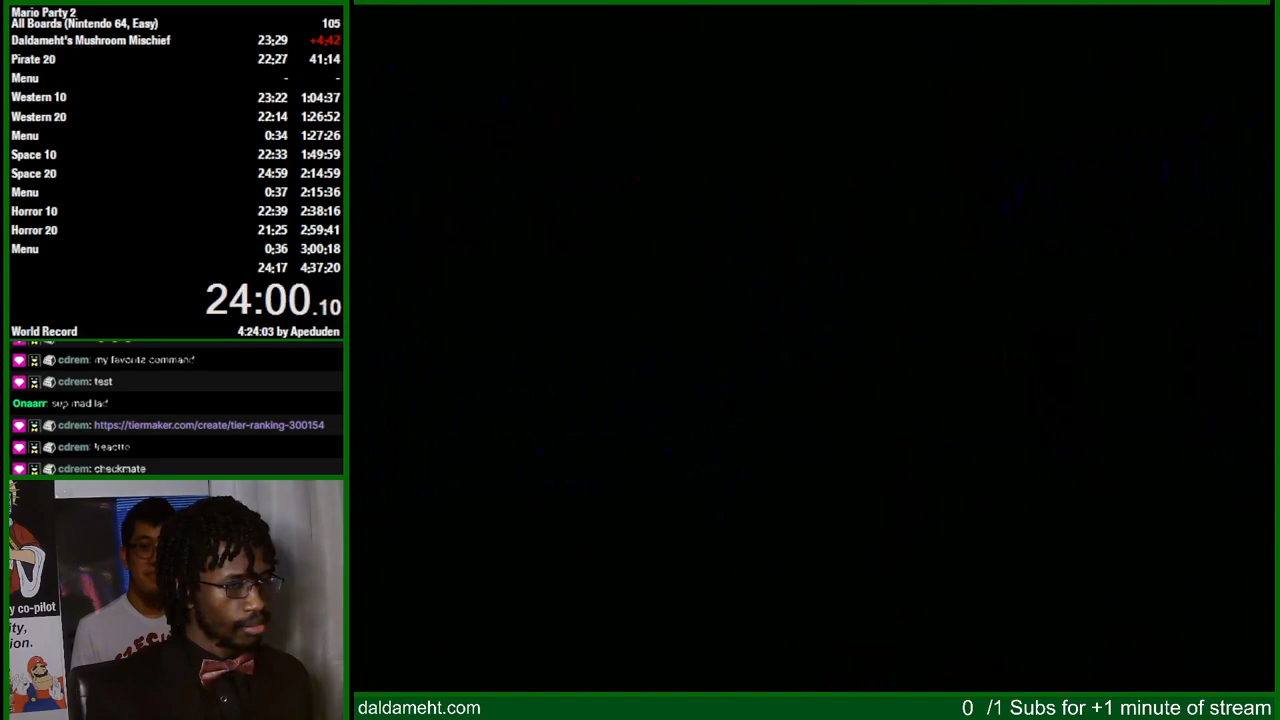 Mario Party 2
All Boards (Nintendo 64, Easy) 105
Daldameht's Mushroom Mischief 23:29 +4:42
Pirate 20 22:27 41:14
Menu - -
Western 10 23:22 1:04:37
Western 20 22:14 1:26:52
Menu 0:34 1:27:26
Space 10 22:33 1:49:59
Space 20 24:59 2:14:59
Menu 0:37 2:15:36
Horror 10 22:39 2:38:16
Horror 20 21:25 2:59:41
Menu 0:36 3:00:18
24:17 4:37:20
24:00.10
World Record 4:24:03 by Apeduden
cdrem: my favorite command
cdrem: test
Onaarr: sup mad lad
cdrem: https://tiermaker.com/create/tier-ranking-300154
cdrem: !reactto
cdrem: checkmate
y co-pilot
ity,
ion.
daldameht.com
0 /1 Subs for +1 minute of stream